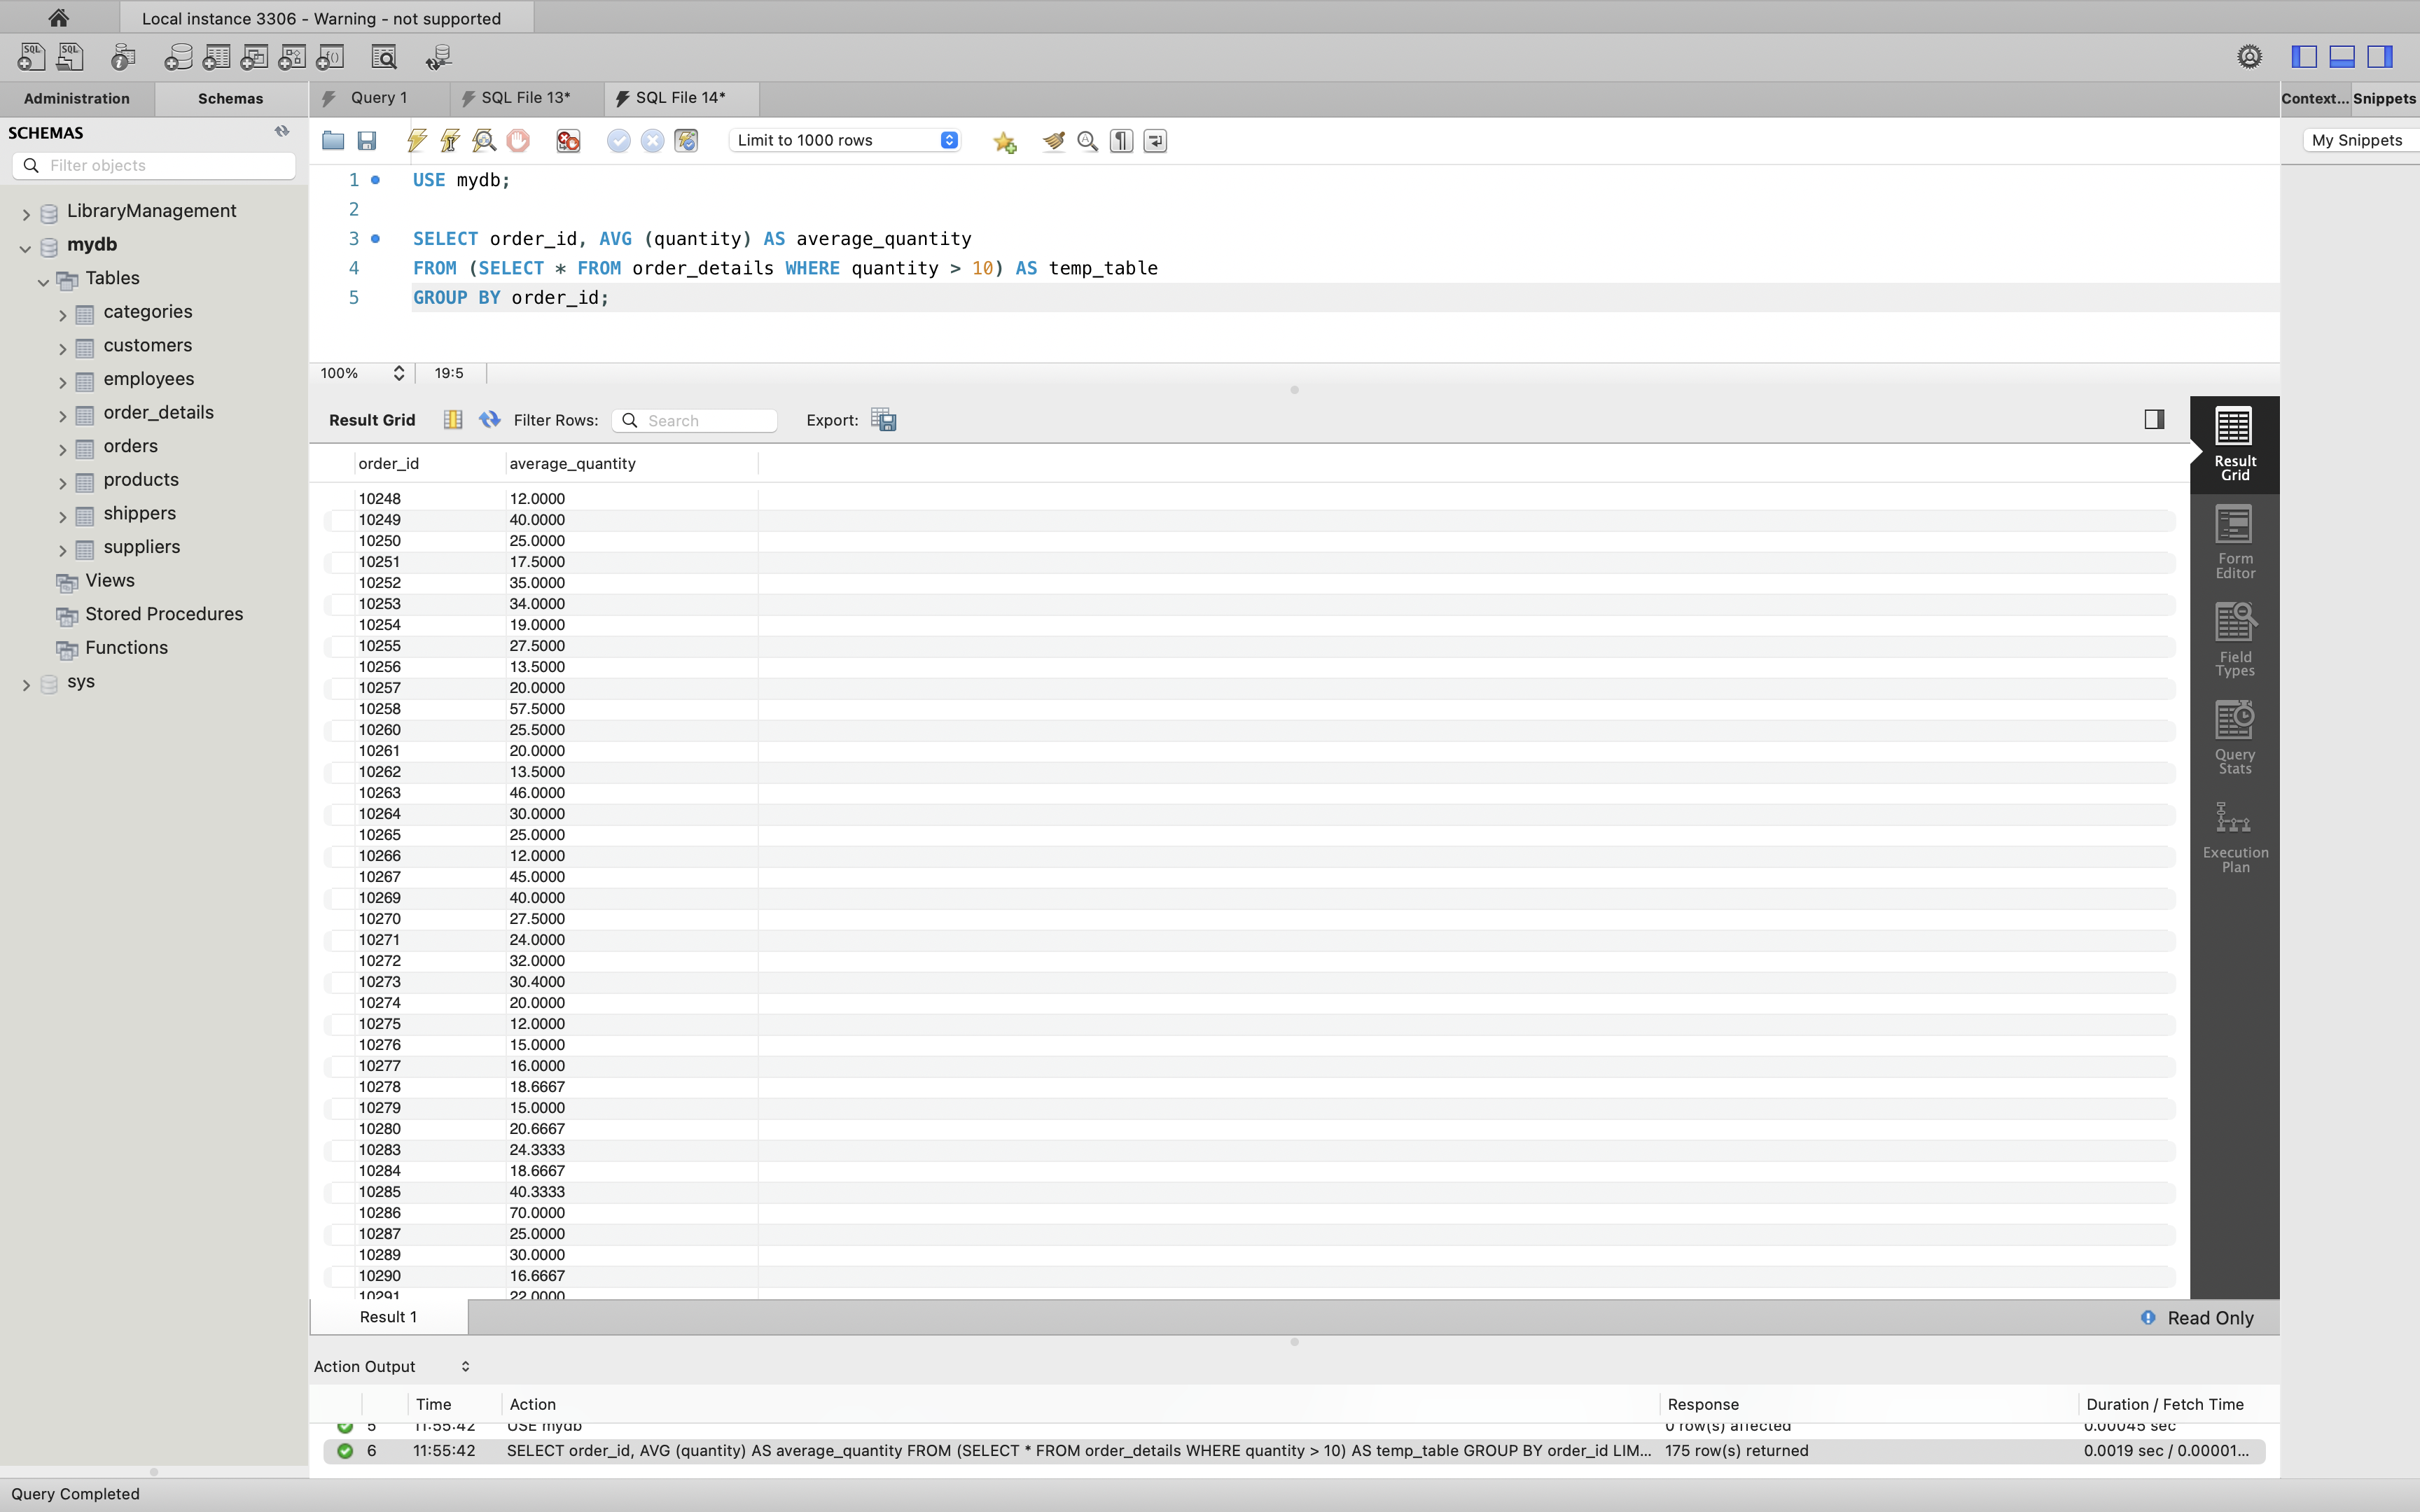 Local instance 3306 - Warning - not supported
Administration
Schemas
Query 1
SQL File 13*
SQL File 14*
Context...
Snippets
SCHEMAS
Limit to 1000 rows
My Snippets
Filter objects
LibraryManagement
mydb
Tables
categories
customers
employees
order_details
orders
products
shippers
suppliers
Views
Stored Procedures
Functions
sys
1 USE mydb;
2
3 SELECT order_id, AVG (quantity) AS average_quantity
4 FROM (SELECT * FROM order_details WHERE quantity > 10) AS temp_table
5 GROUP BY order_id;
100% 19:5
Result Grid Filter Rows: Search Export:
order_id average_quantity
10248 12.0000
10249 40.0000
10250 25.0000
10251 17.5000
10252 35.0000
10253 34.0000
10254 19.0000
10255 27.5000
10256 13.5000
10257 20.0000
10258 57.5000
10260 25.5000
10261 20.0000
10262 13.5000
10263 46.0000
10264 30.0000
10265 25.0000
10266 12.0000
10267 45.0000
10269 40.0000
10270 27.5000
10271 24.0000
10272 32.0000
10273 30.4000
10274 20.0000
10275 12.0000
10276 15.0000
10277 16.0000
10278 18.6667
10279 15.0000
10280 20.6667
10283 24.3333
10284 18.6667
10285 40.3333
10286 70.0000
10287 25.0000
10289 30.0000
10290 16.6667
10291 22.0000
Result
Grid
Form
Editor
Field
Types
Query
Stats
Execution
Plan
Result 1
Read Only
Action Output
Time Action Response Duration / Fetch Time
5 11:55:42 USE mydb 0 row(s) affected 0.00045 sec
6 11:55:42 SELECT order_id, AVG (quantity) AS average_quantity FROM (SELECT * FROM order_details WHERE quantity > 10) AS temp_table GROUP BY order_id LIM... 175 row(s) returned 0.0019 sec / 0.00001...
Query Completed